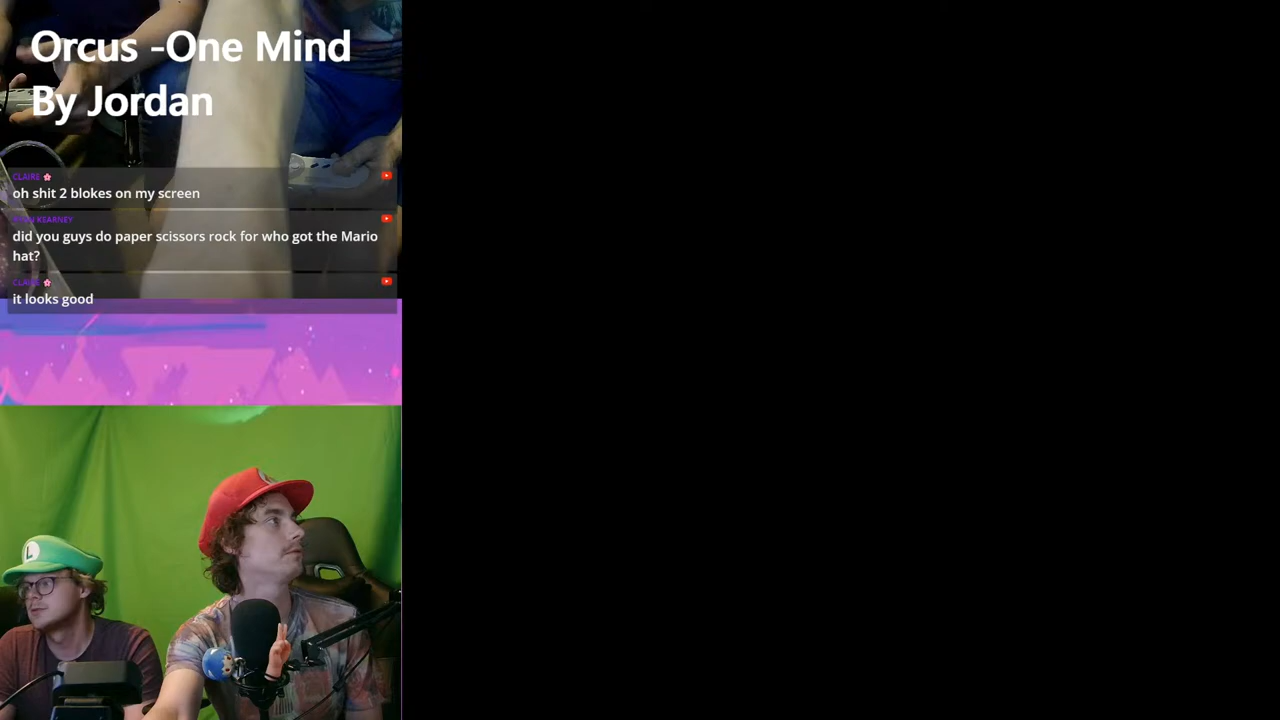 Orcus -One Mind
By Jordan
CLAIRE
oh shit 2 blokes on my screen
KEARNEY
did you guys do paper scissors rock for who got the Mario
hat?
CLAIRE
it looks good
L